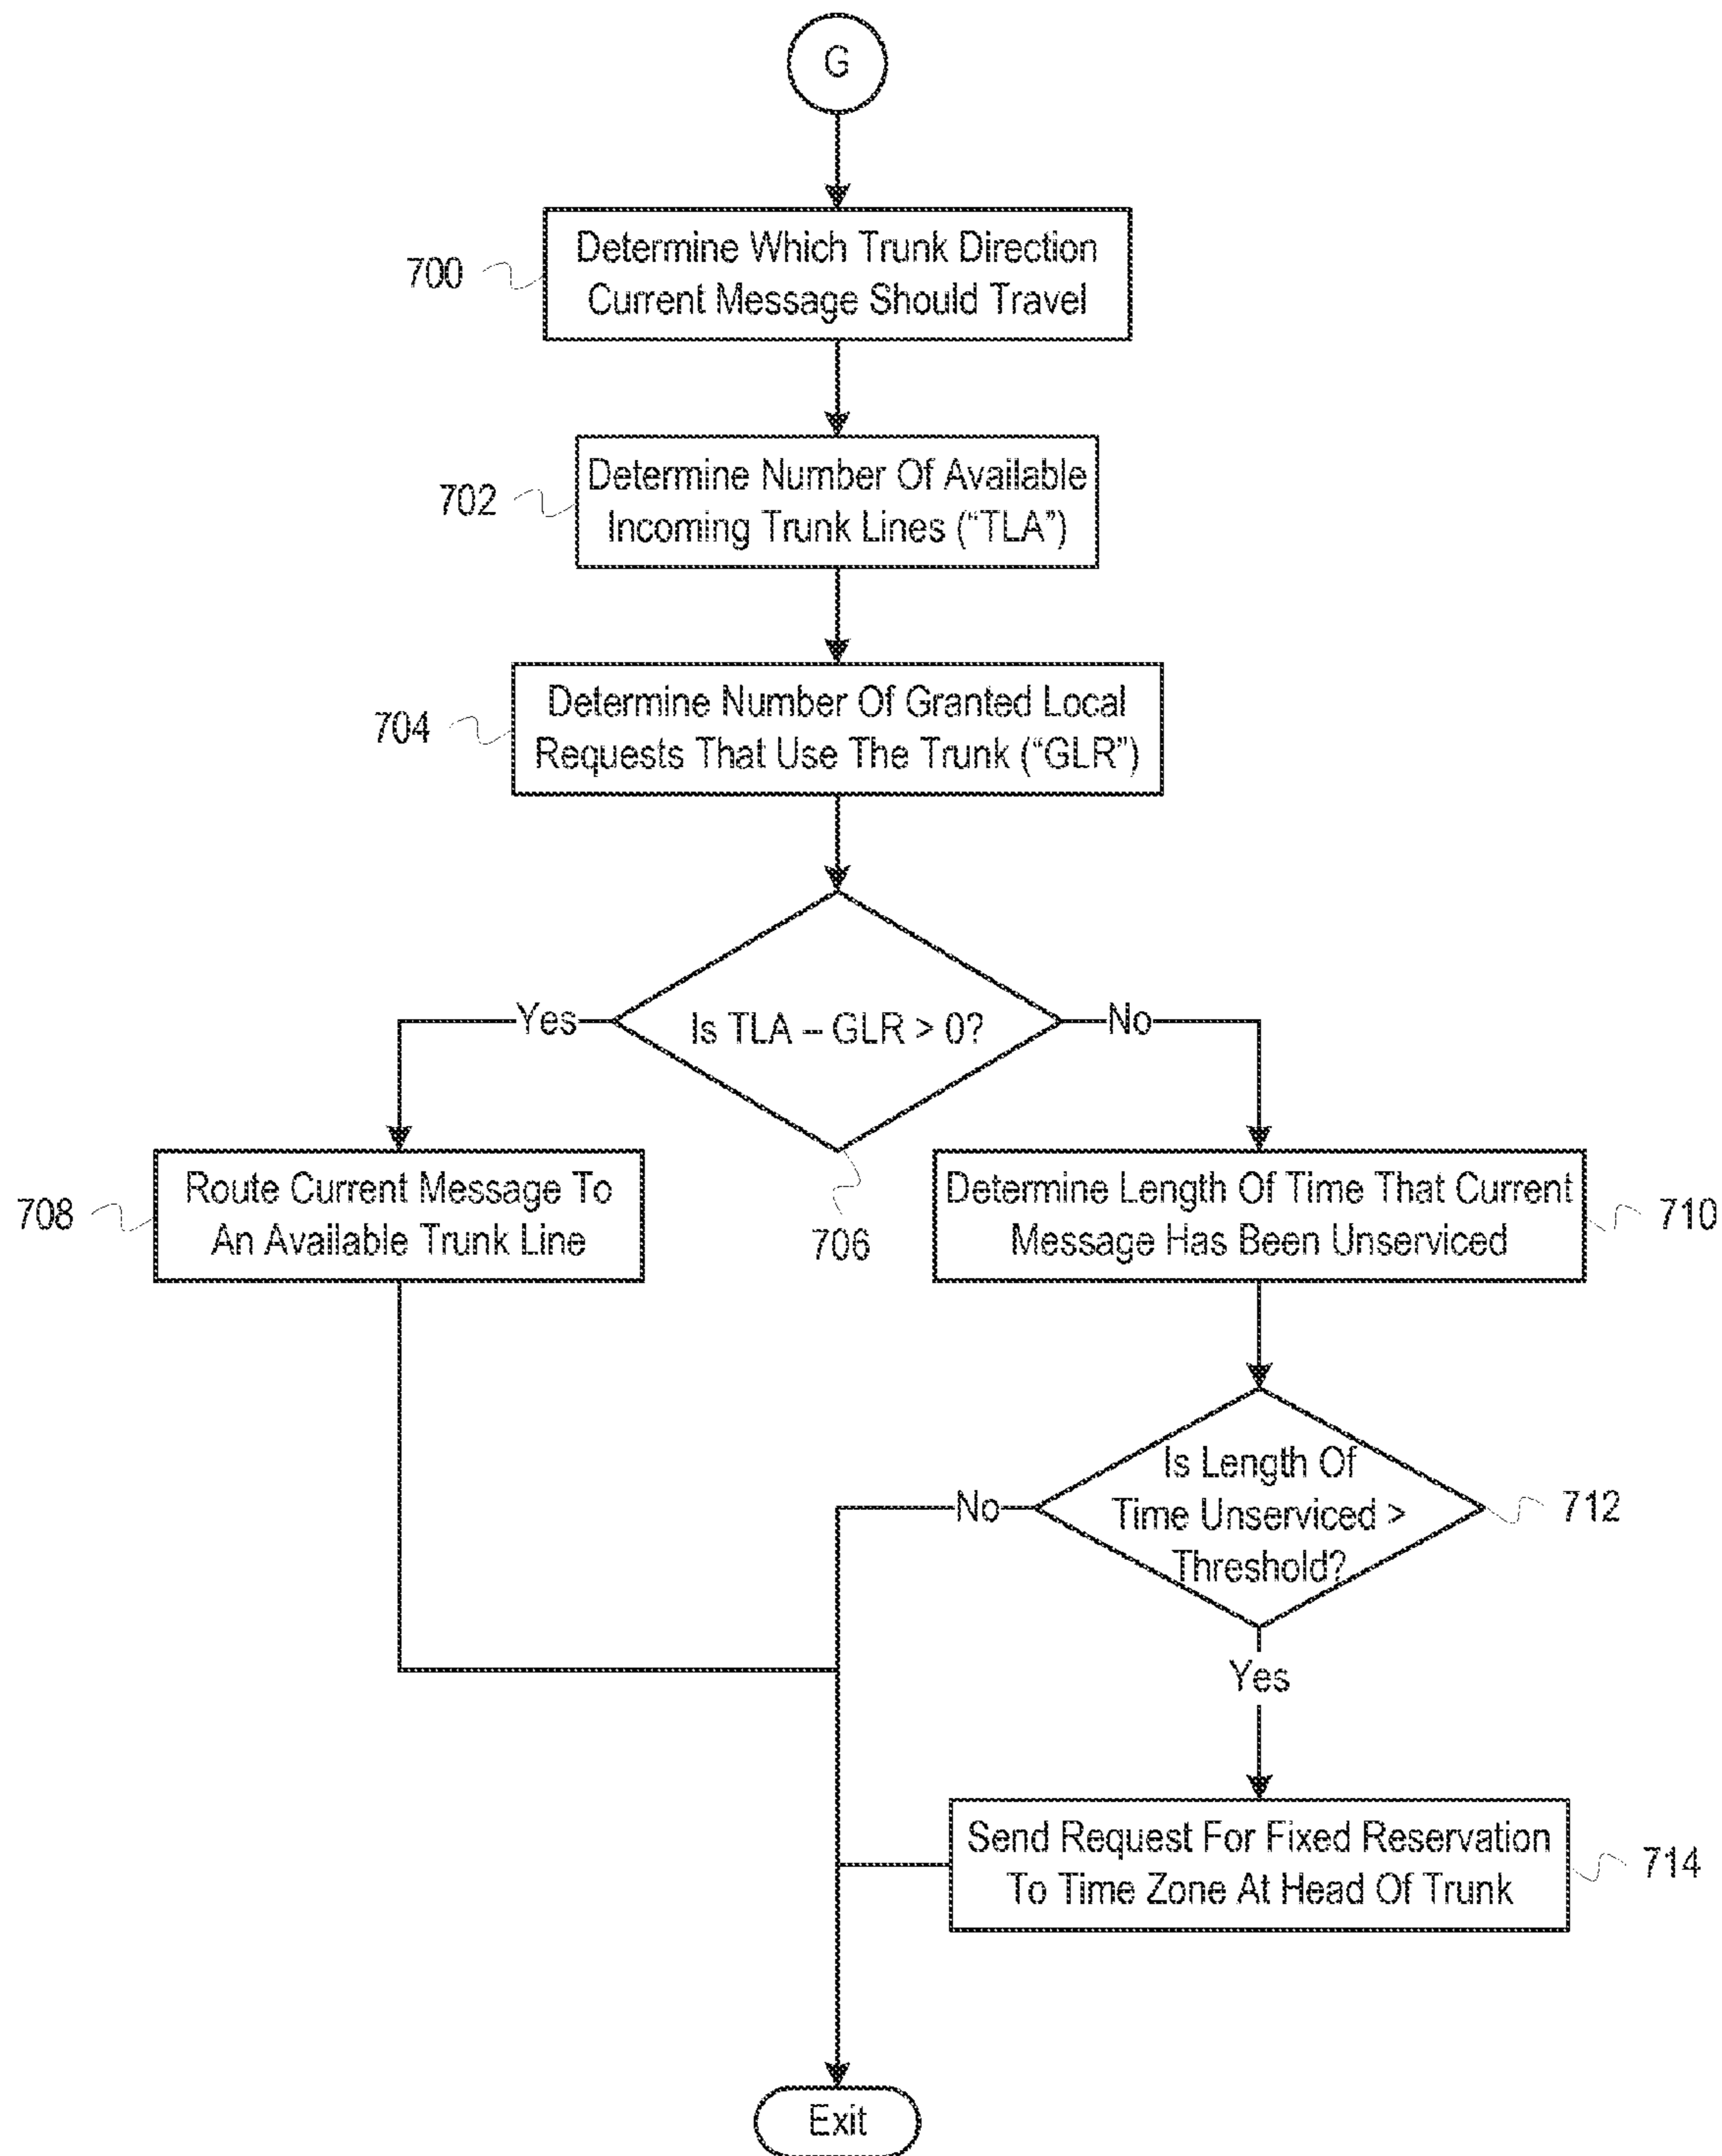 G
700
Determine Which Trunk Direction
Current Message Should Travel
702
Determine Number Of Available
Incoming Trunk Lines (“TLA”)
704
Determine Number Of Granted Local
Requests That Use The Trunk (“GLR”)
Yes
Is TLA – GLR > 0?
No
706
708
Route Current Message To
An Available Trunk Line
Determine Length Of Time That Current
Message Has Been Unserviced
710
No
Is Length Of
Time Unserviced >
Threshold?
712
Yes
Send Request For Fixed Reservation
To Time Zone At Head Of Trunk
714
Exit